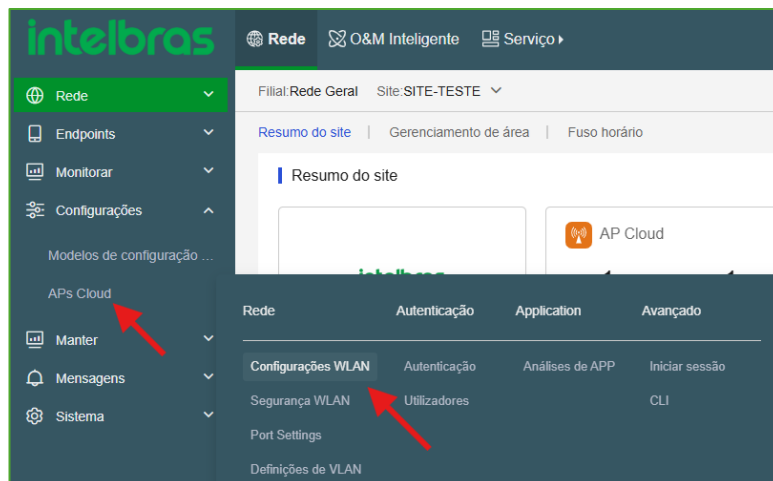 intelbras
Rede
O&M Inteligente
Serviço
Rede
Filial:Rede Geral Site:SITE-TESTE
Endpoints
Resumo do site | Gerenciamento de área | Fuso horário
Monitorar
Resumo do site
Configurações
AP Cloud
Modelos de configuração ...
intelbras
APs Cloud
Rede Autenticação Application Avançado
Manter
Configurações WLAN Autenticação Análises de APP Iniciar sessão
Mensagens
Segurança WLAN Utilizadores CLI
Sistema
Port Settings
Definições de VLAN